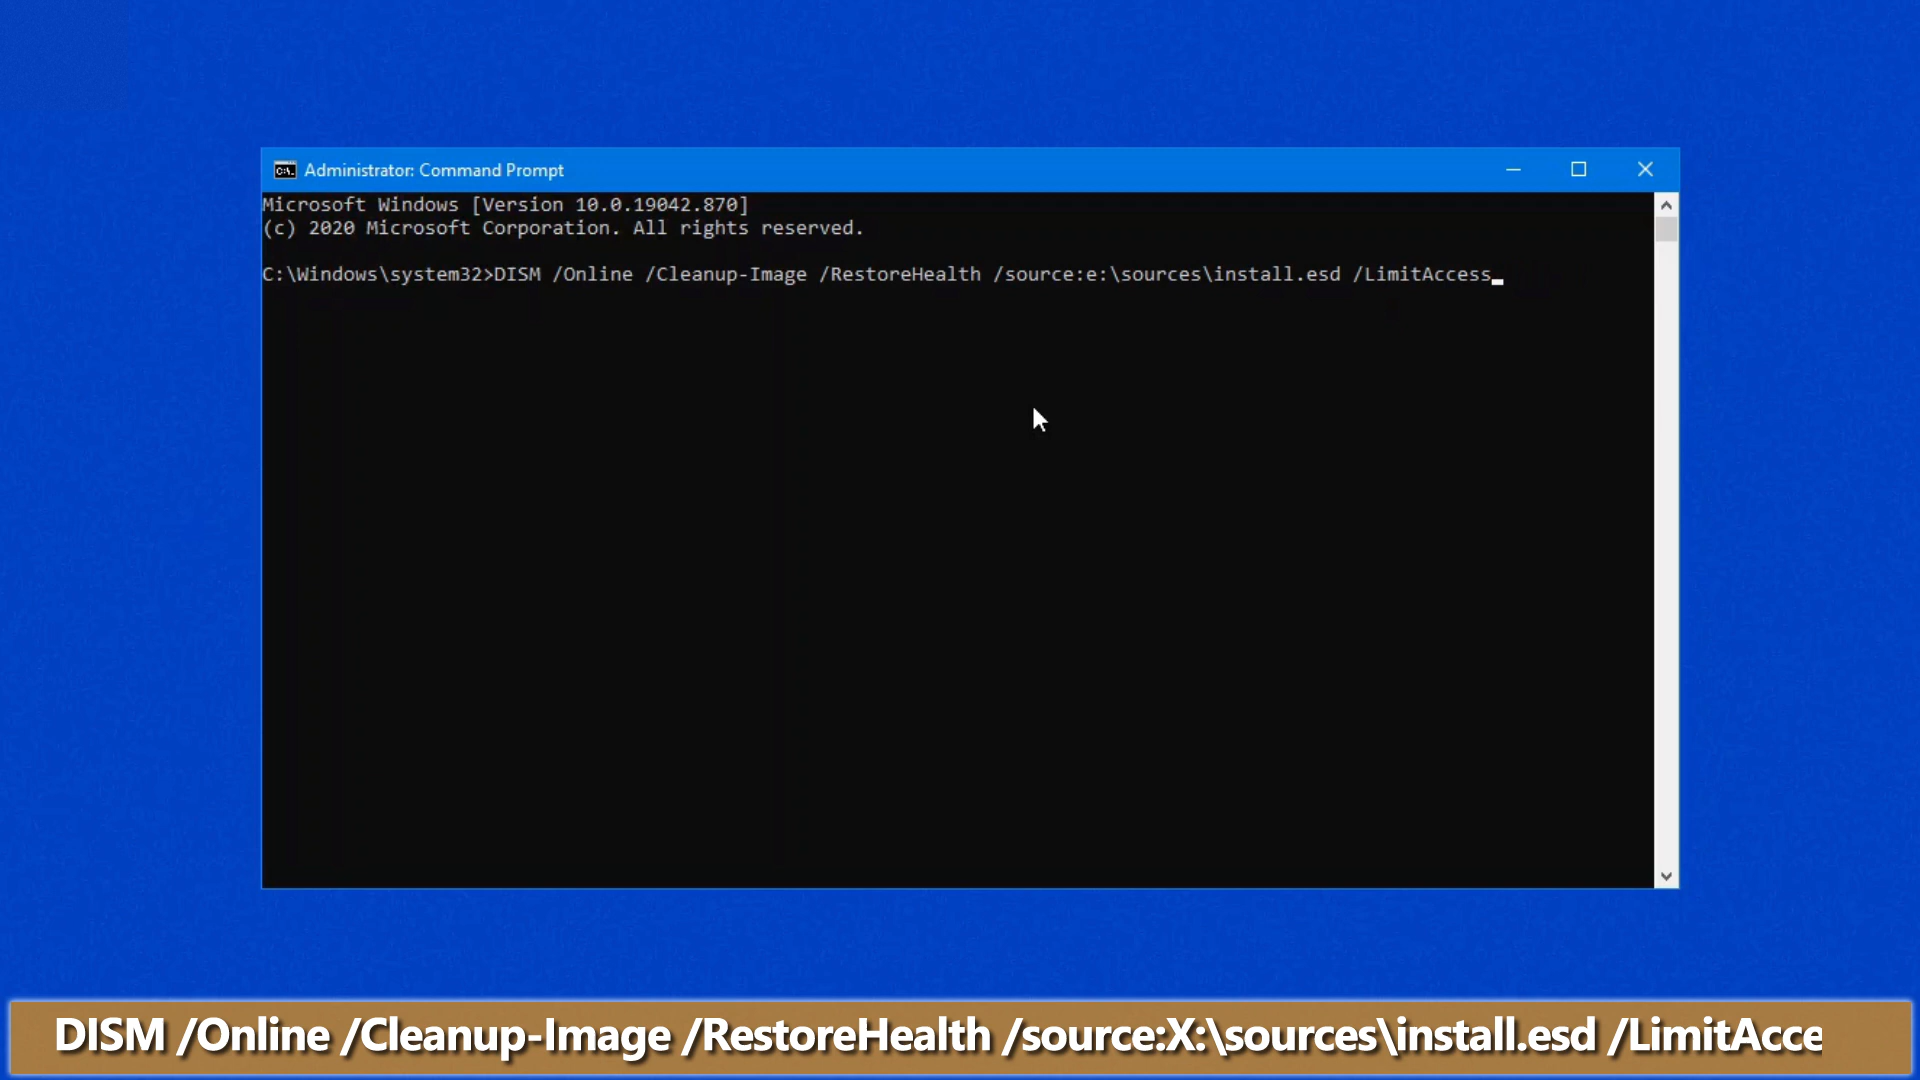 Administrator: Command Prompt
Microsoft Windows [Version 10.0.19042.870]
(c) 2020 Microsoft Corporation. All rights reserved.
C:\Windows\system32>DISM /Online /Cleanup-Image /RestoreHealth /source:e:\sources\install.esd /LimitAccess
DISM /Online /Cleanup-Image /RestoreHealth /source:X:\sources\install.esd /LimitAcce